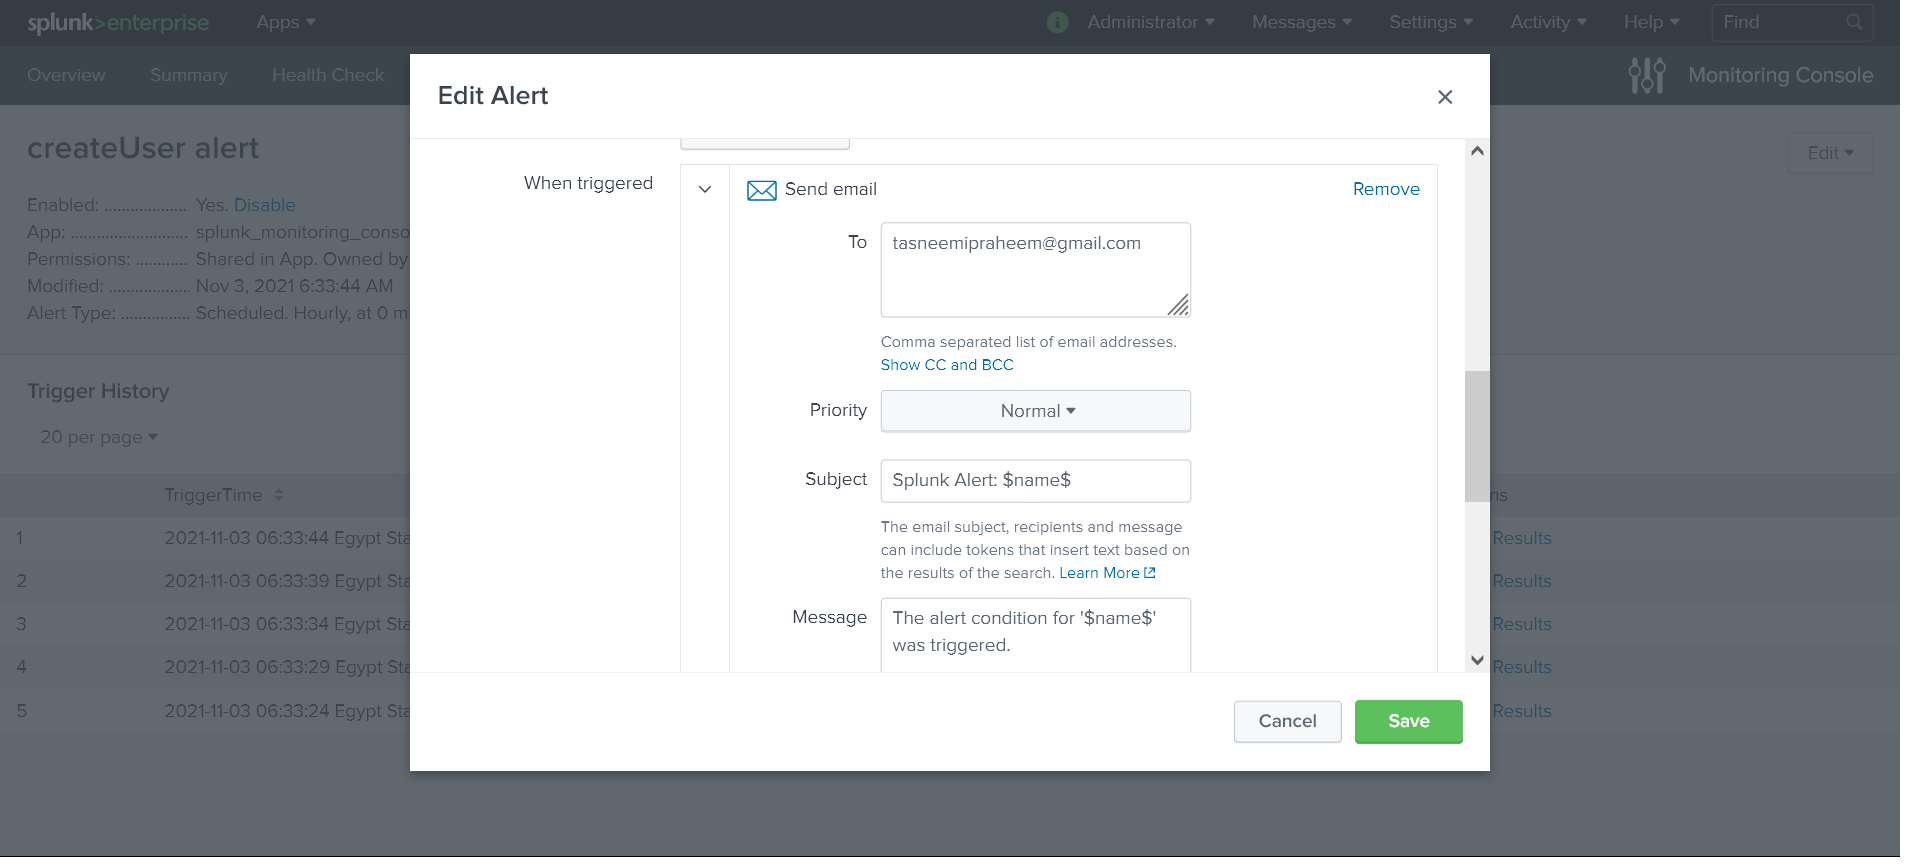 splunk>enterprise Apps Administrator Messages Settings Activity Help Find
Overview Summary Health Check Monitoring Console
Edit Alert
createUser alert
Edit
Enabled: .................... Yes. Disable
App: ........................... splunk_monitoring_conso
Permissions: ............ Shared in App. Owned by
Modified: ................... Nov 3, 2021 6:33:44 AM
Alert Type: ................ Scheduled. Hourly, at 0 m
Trigger History
20 per page
TriggerTime
ns
1 2021-11-03 06:33:44 Egypt Sta Results
2 2021-11-03 06:33:39 Egypt Sta Results
3 2021-11-03 06:33:34 Egypt Sta Results
4 2021-11-03 06:33:29 Egypt Sta Results
5 2021-11-03 06:33:24 Egypt Sta Results
When triggered
Send email Remove
To tasneemipraheem@gmail.com
Comma separated list of email addresses.
Show CC and BCC
Priority Normal
Subject Splunk Alert: $name$
The email subject, recipients and message
can include tokens that insert text based on
the results of the search. Learn More
Message The alert condition for '$name$'
was triggered.
Cancel Save